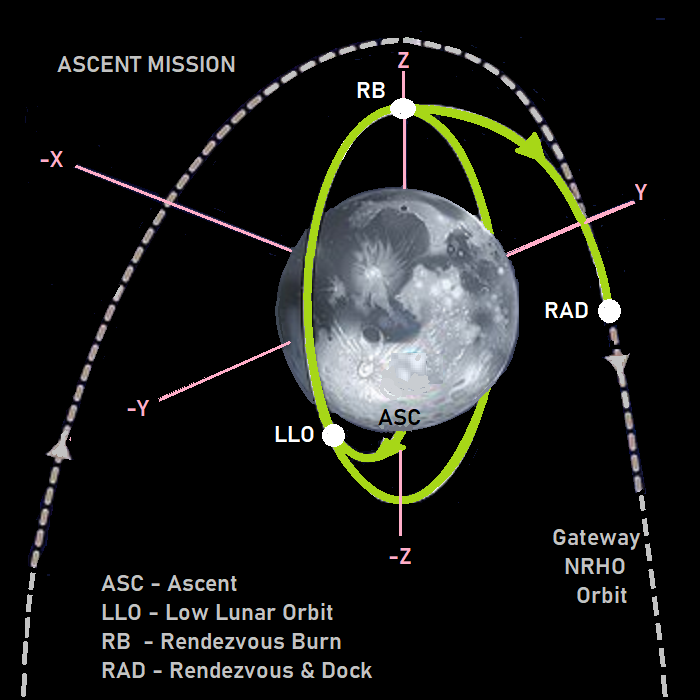 ASCENT MISSION
Z
RB
-X
Y
RAD
-Y
ASC
LLO
-Z
Gateway
NRHO
Orbit
ASC - Ascent
LLO - Low Lunar Orbit
RB - Rendezvous Burn
RAD - Rendezvous & Dock